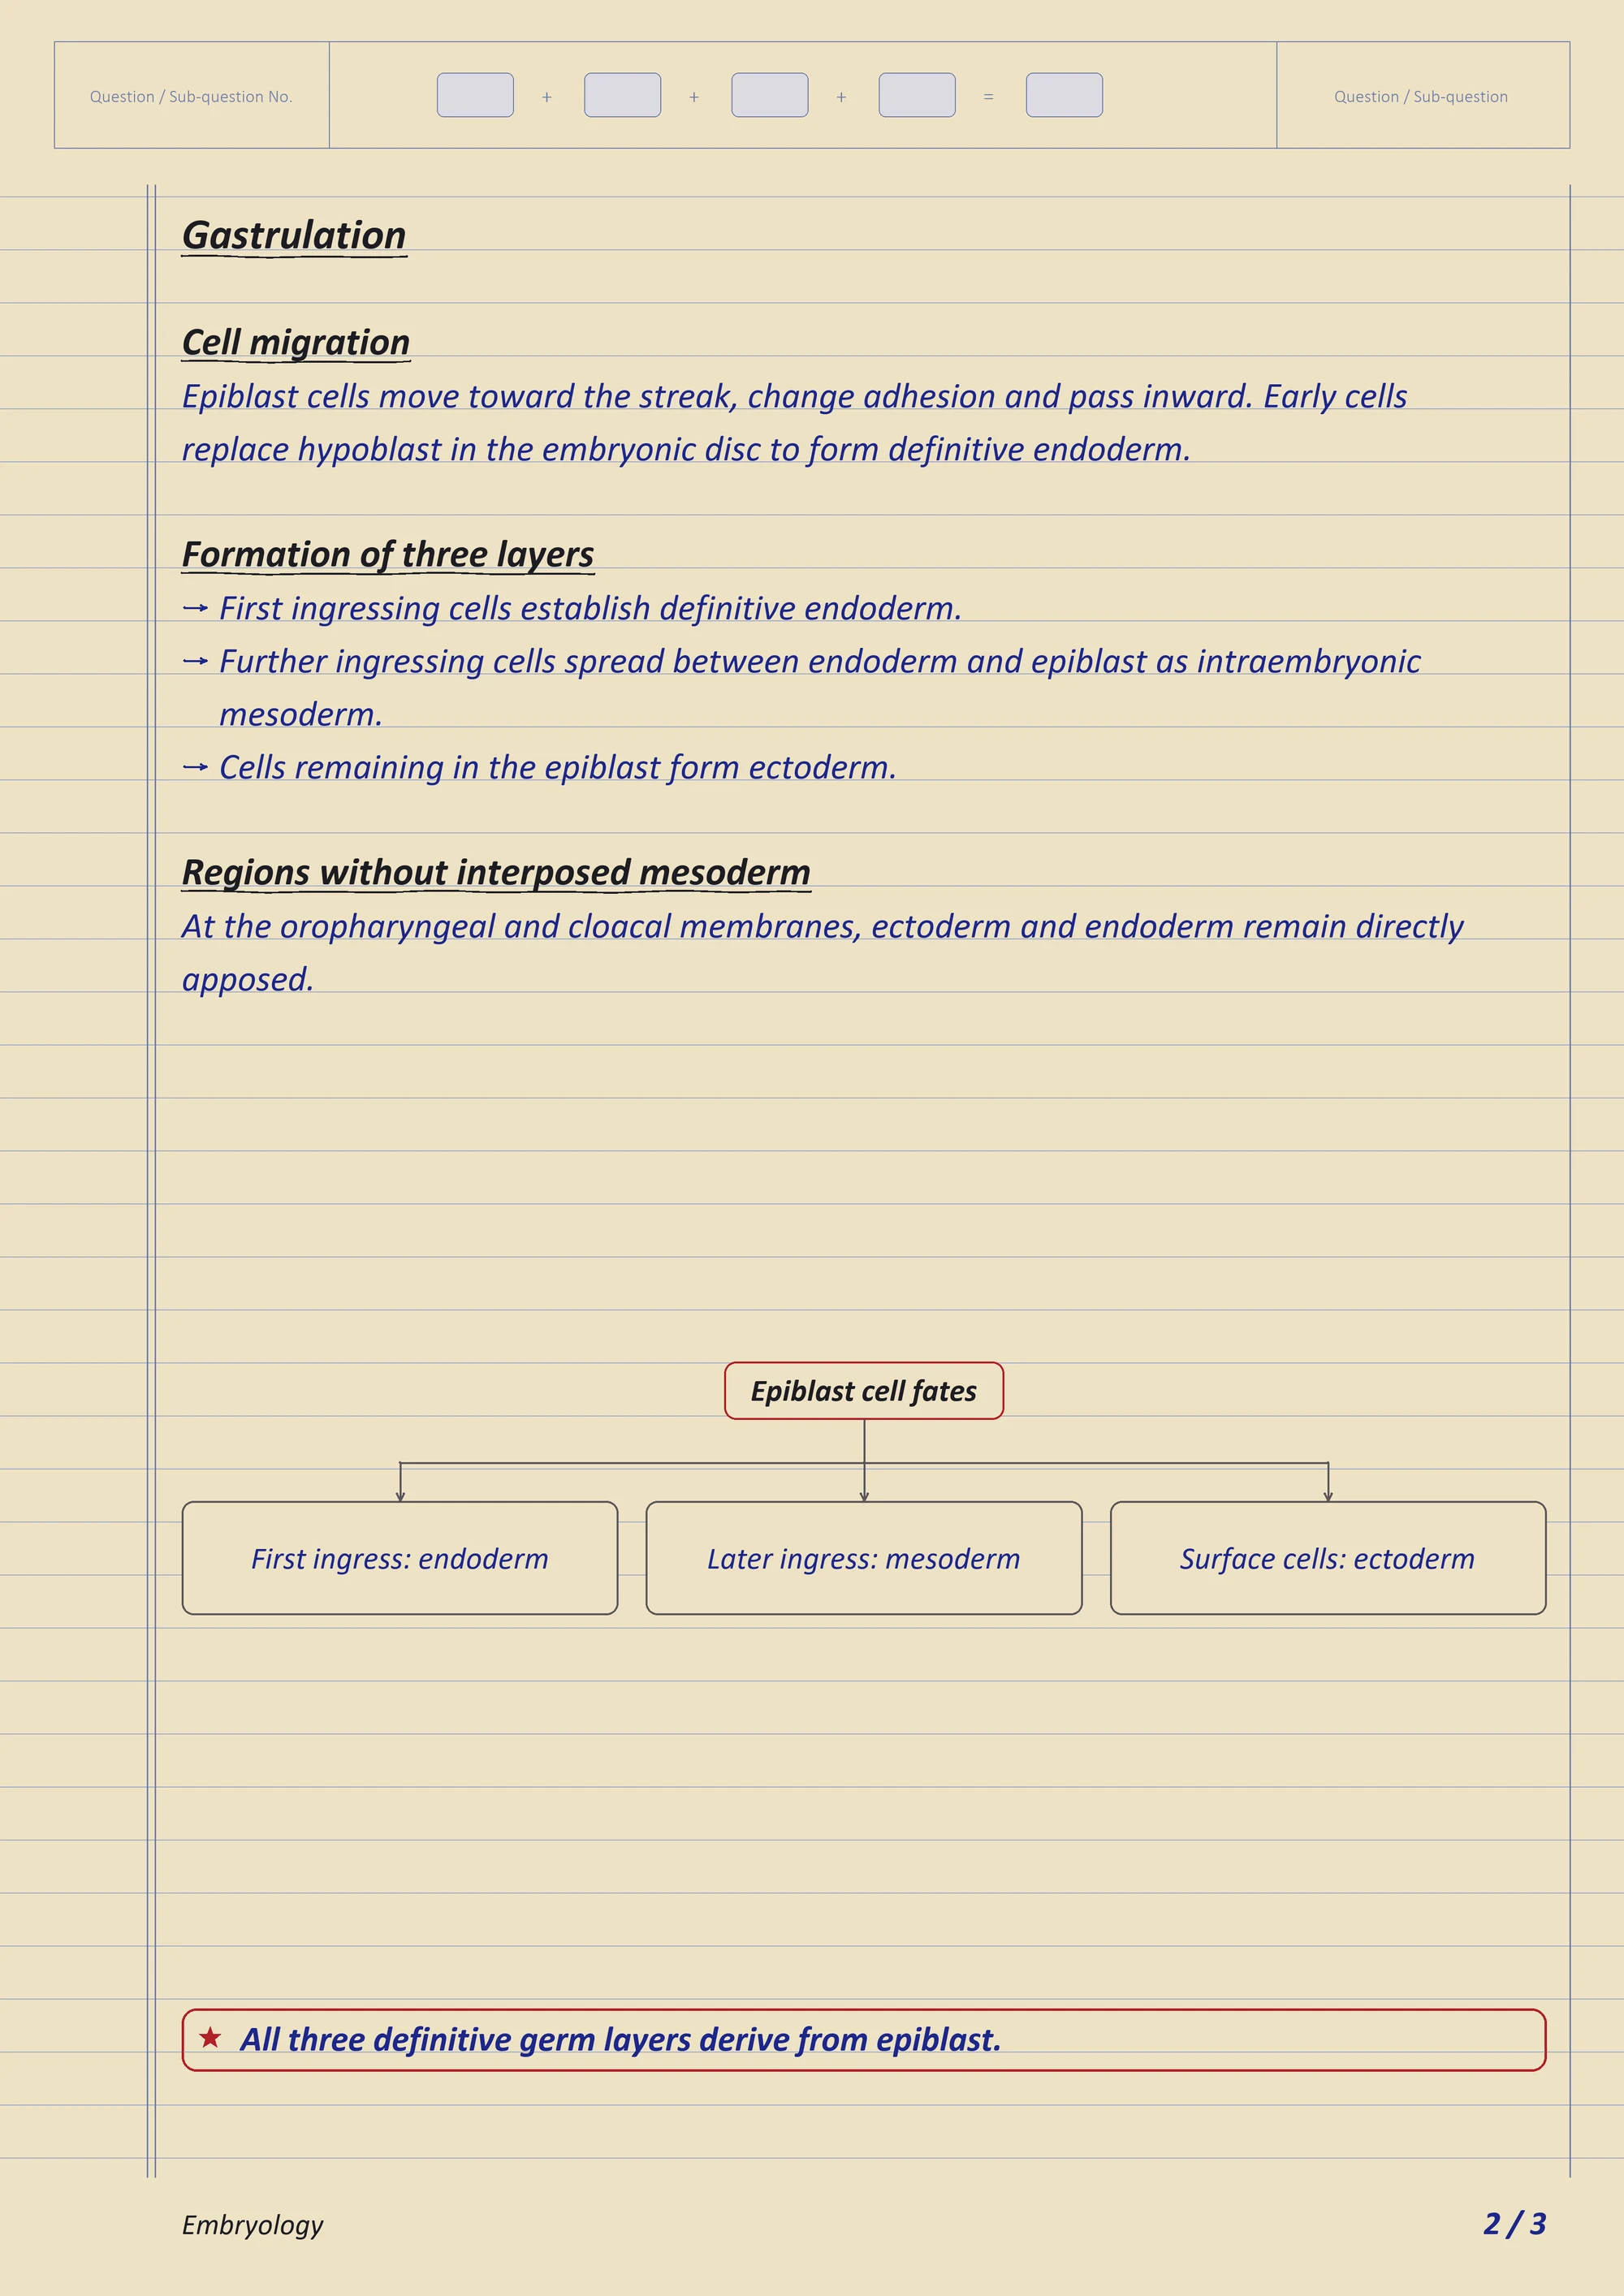 Question / Sub-question No.
+ + + =
Question / Sub-question
Gastrulation
Cell migration
Epiblast cells move toward the streak, change adhesion and pass inward. Early cells
replace hypoblast in the embryonic disc to form definitive endoderm.
Formation of three layers
→ First ingressing cells establish definitive endoderm.
→ Further ingressing cells spread between endoderm and epiblast as intraembryonic
mesoderm.
→ Cells remaining in the epiblast form ectoderm.
Regions without interposed mesoderm
At the oropharyngeal and cloacal membranes, ectoderm and endoderm remain directly
apposed.
Epiblast cell fates
First ingress: endoderm
Later ingress: mesoderm
Surface cells: ectoderm
★ All three definitive germ layers derive from epiblast.
Embryology
2 / 3